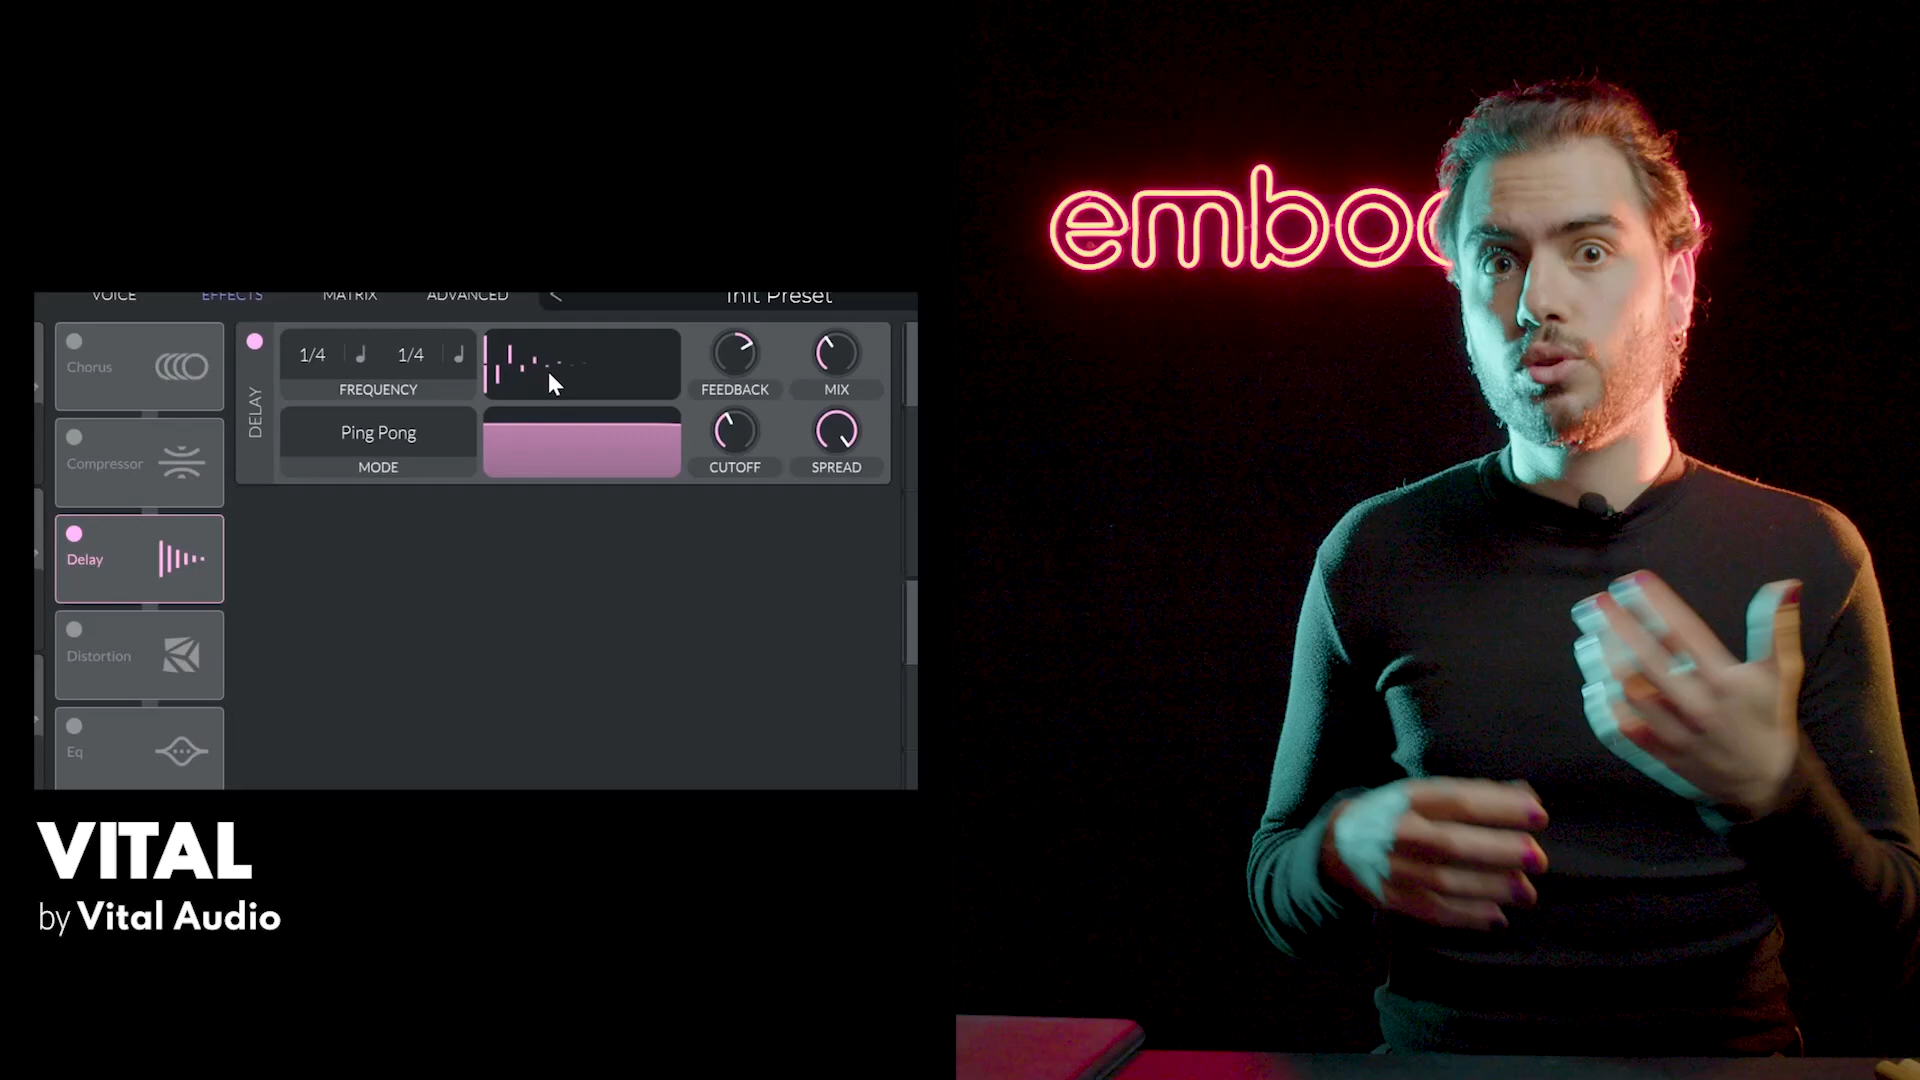 VOICE EFFECTS MATRIX ADVANCED Init Preset
Chorus
Compressor
Delay
Distortion
Eq
DELAY
1/4 1/4
FREQUENCY
Ping Pong
MODE
FEEDBACK MIX
CUTOFF SPREAD
VITAL
by Vital Audio